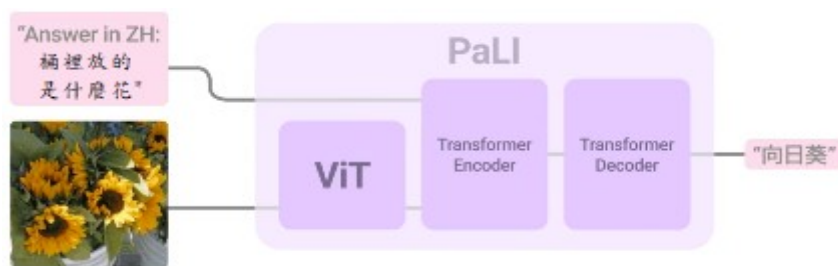 "Answer in ZH:
桶裡放的
是什麼花"
PaLI
ViT
Transformer
Encoder
Transformer
Decoder
"向日葵"